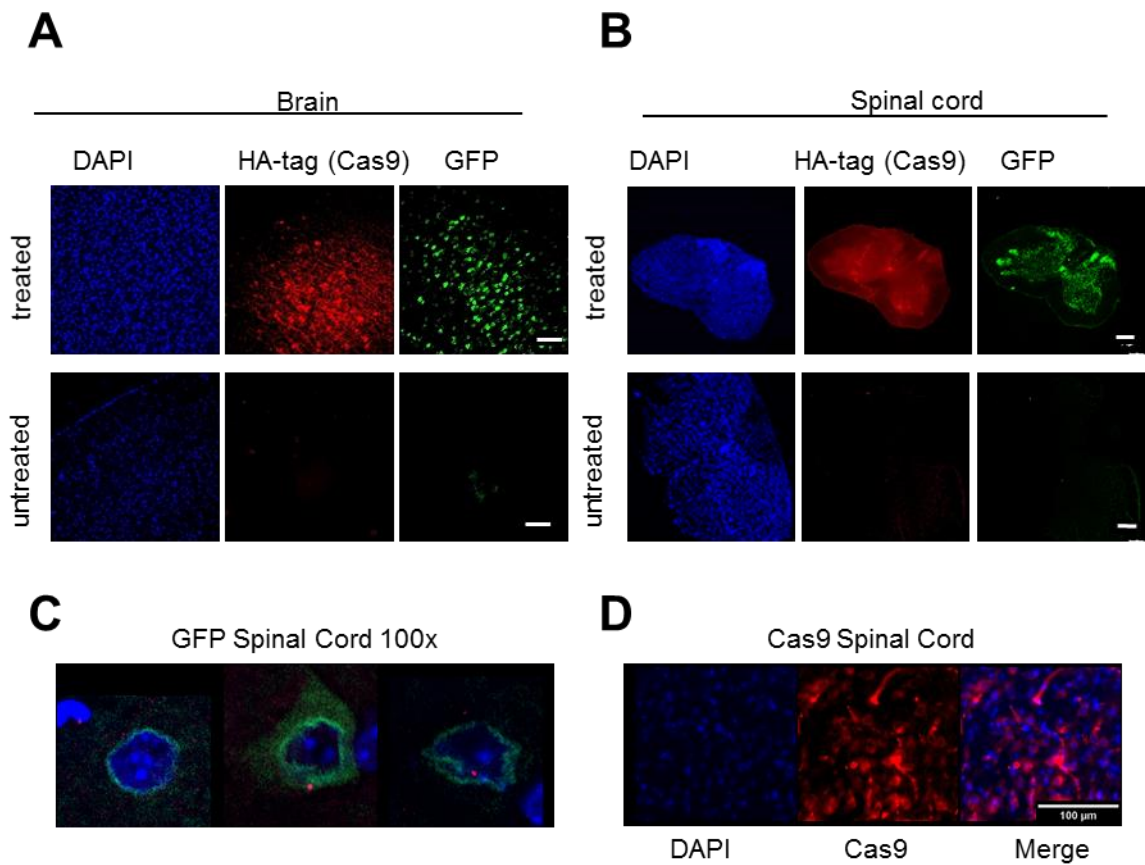 A
B
Brain
Spinal cord
DAPI HA-tag (Cas9) GFP
DAPI HA-tag (Cas9) GFP
treated
treated
untreated
untreated
C
D
GFP Spinal Cord 100x
Cas9 Spinal Cord
100 μm
DAPI Cas9 Merge